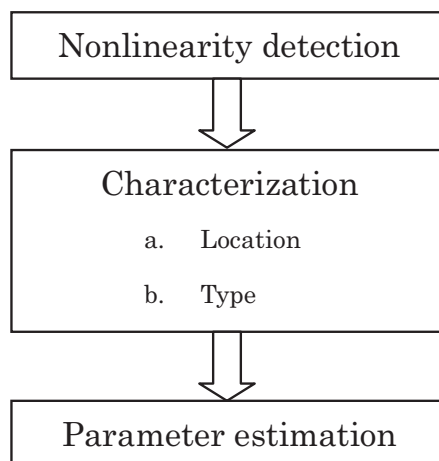 Nonlinearity detection
Characterization
a. Location
b. Type
Parameter estimation